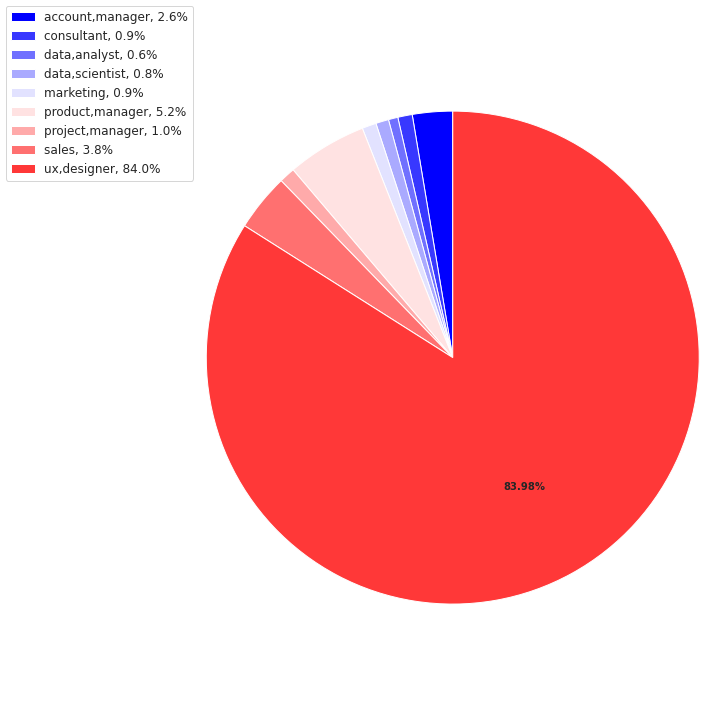 account,manager, 2.6%
consultant, 0.9%
data,analyst, 0.6%
data,scientist, 0.8%
marketing, 0.9%
product,manager, 5.2%
project,manager, 1.0%
sales, 3.8%
ux,designer, 84.0%
83.98%